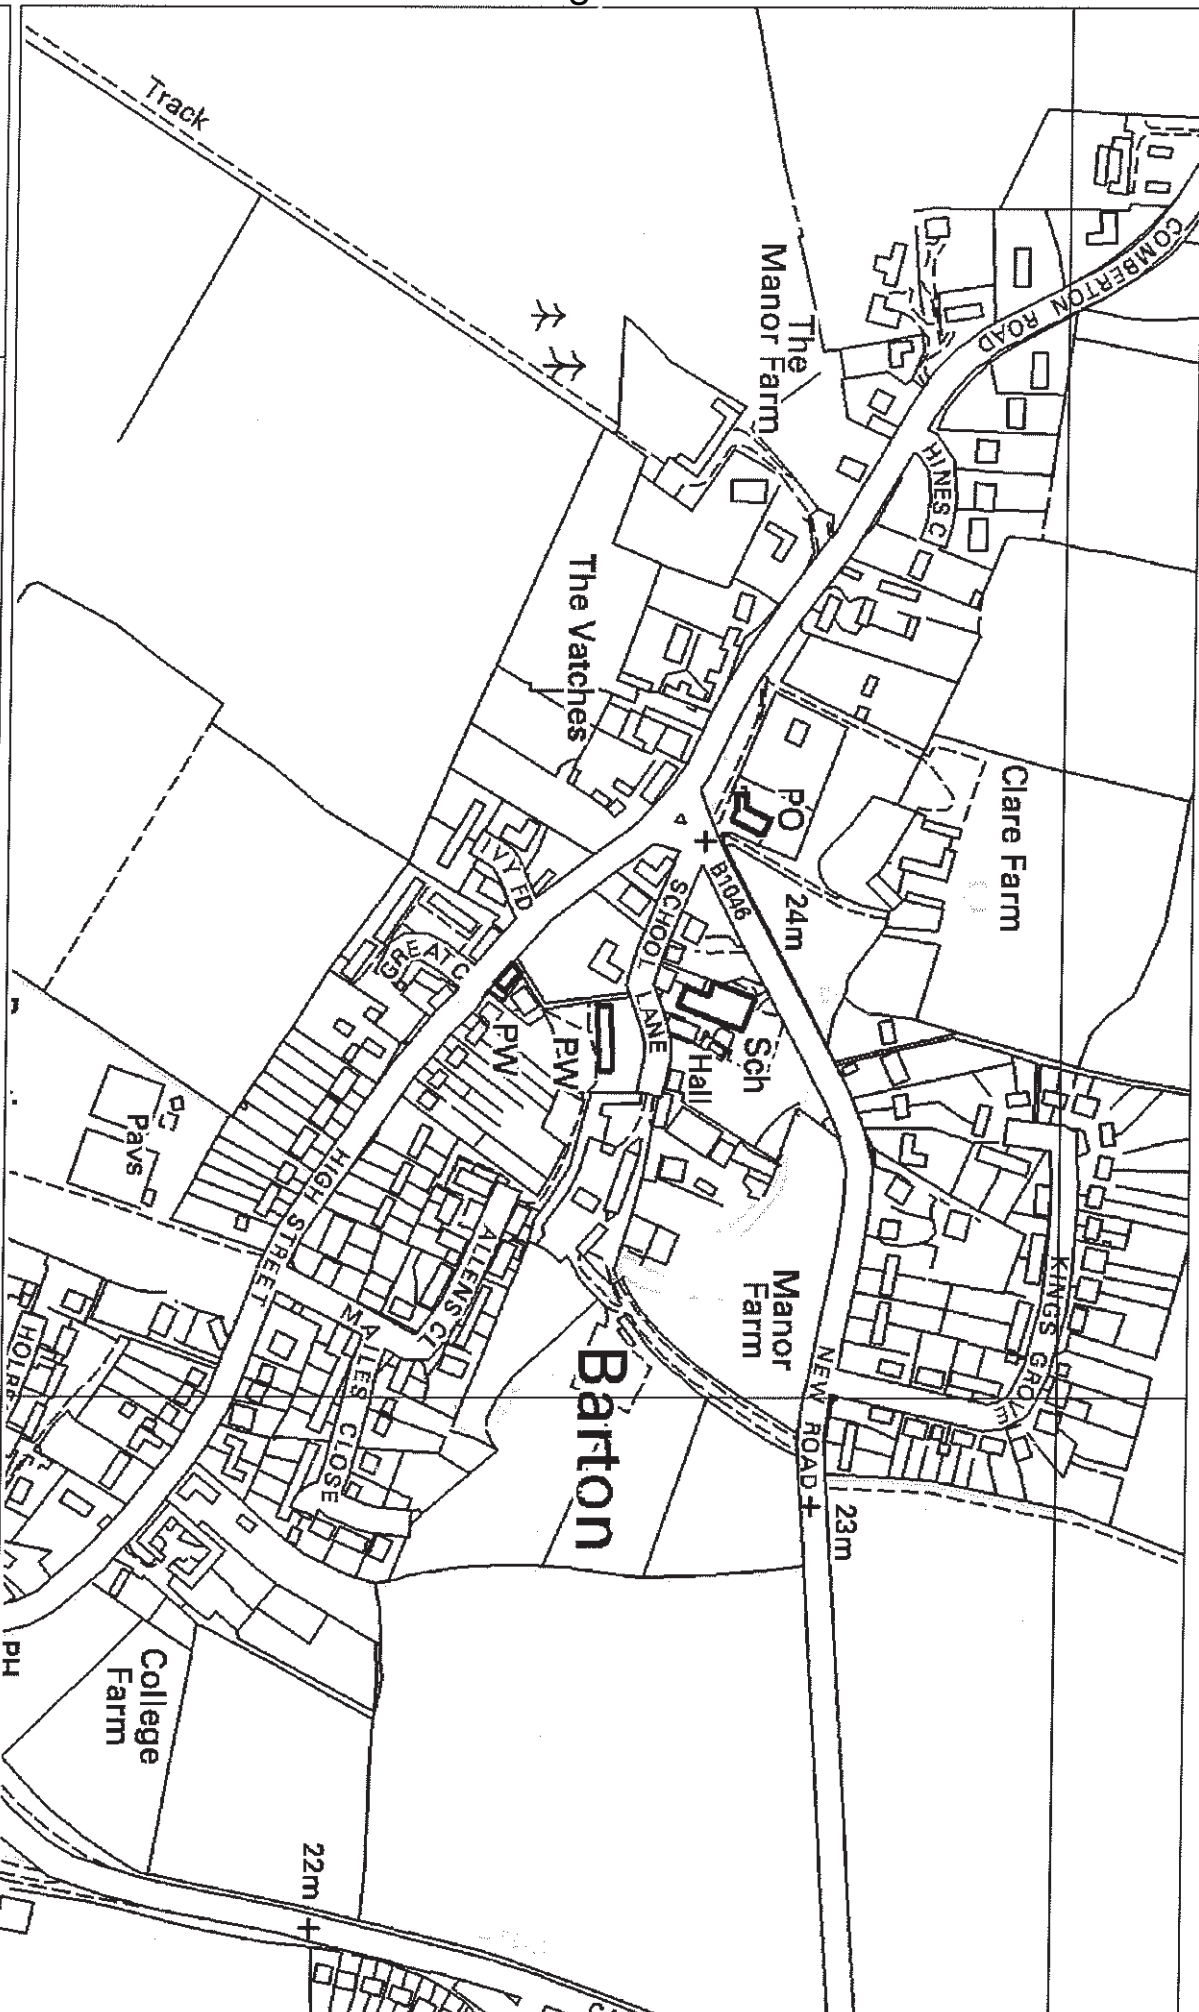 Track
COMBERTON ROAD
The
Manor Farm
HINES C
The Vatches
Clare Farm
PO
B1046
24m
IVY FD
SCHOOL LANE
GREAT C
PW
PW
Sch
Hall
Pavs
HIGH STREET
ALLENS CL
MAILES CLOSE
KINGS GROVE
Manor
Farm
NEW ROAD
Barton
23m
College
Farm
PH
22m